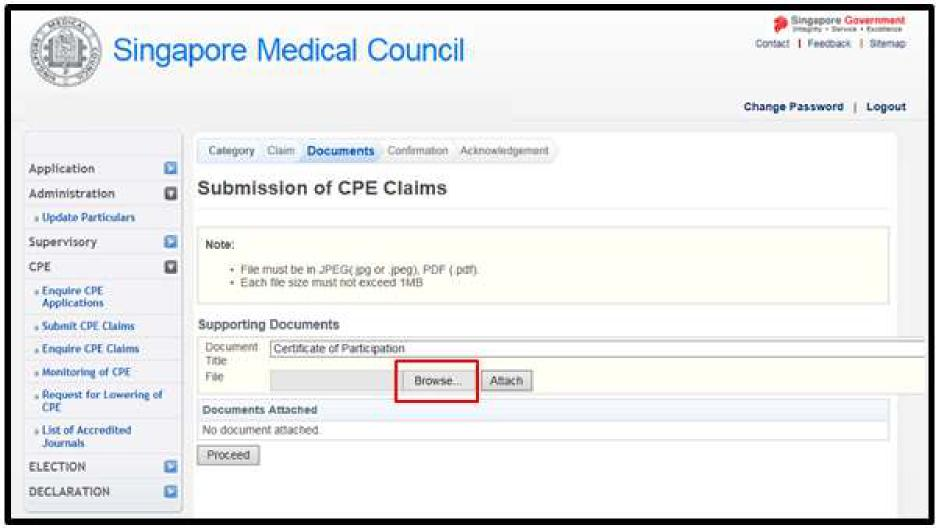 Singapore Government
Integrity • Service • Excellence
Contact | Feedback | Sitemap
Singapore Medical Council
Change Password | Logout
Application
Administration
Update Particulars
Supervisory
CPE
Enquire CPE
Applications
Submit CPE Claims
Enquire CPE Claims
Monitoring of CPE
Request for Lowering of
CPE
List of Accredited
Journals
ELECTION
DECLARATION
Category Claim Documents Confirmation Acknowledgement
Submission of CPE Claims
Note:
• File must be in JPEG(.jpg or .jpeg), PDF (.pdf).
• Each file size must not exceed 1MB
Supporting Documents
Document Certificate of Participation
Title
File Browse... Attach
Documents Attached
No document attached.
Proceed